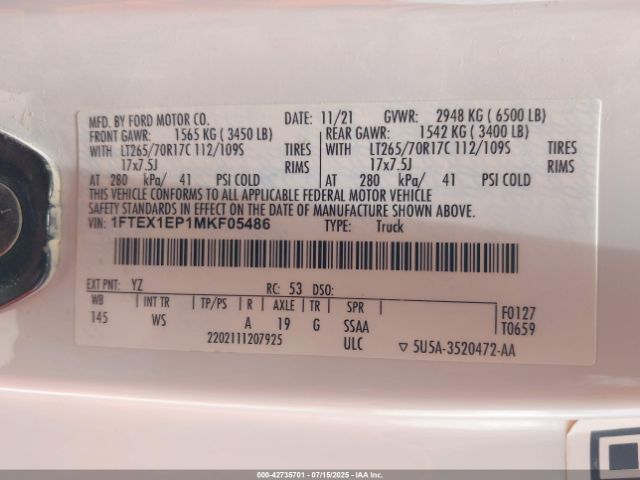 MFD. BY FORD MOTOR CO. DATE: 11/21 GVWR: 2948 KG ( 6500 LB)
FRONT GAWR: 1565 KG ( 3450 LB) REAR GAWR: 1542 KG ( 3400 LB)
WITH LT265/70R17C 112/109S TIRES WITH LT265/70R17C 112/109S TIRES
17x7.5J RIMS 17x7.5J RIMS
AT 280 kPa/ 41 PSI COLD AT 280 kPa/ 41 PSI COLD
THIS VEHICLE CONFORMS TO ALL APPLICABLE FEDERAL MOTOR VEHICLE
SAFETY STANDARDS IN EFFECT ON THE DATE OF MANUFACTURE SHOWN ABOVE.
VIN: 1FTEX1EP1MKF05486 TYPE: Truck
EXT PNT: YZ RC: 53 DSO:
WB INT TR TP/PS R AXLE TR SPR F0127
145 WS A 19 G SSAA T0659
2202111207925 ULC ▽ 5U5A-3520472-AA
000-42735701 - 07/15/2025 - IAAI Inc.